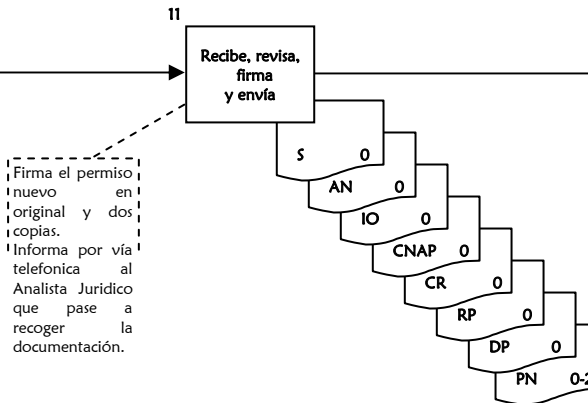 11
Recibe, revisa,
firma
y envía
S 0
AN 0
IO 0
CNAP 0
CR 0
RP 0
DP 0
PN 0-2
Firma el permiso
nuevo en
original y dos
copias.
Informa por vía
telefonica al
Analista Juridico
que pase a
recoger la
documentación.